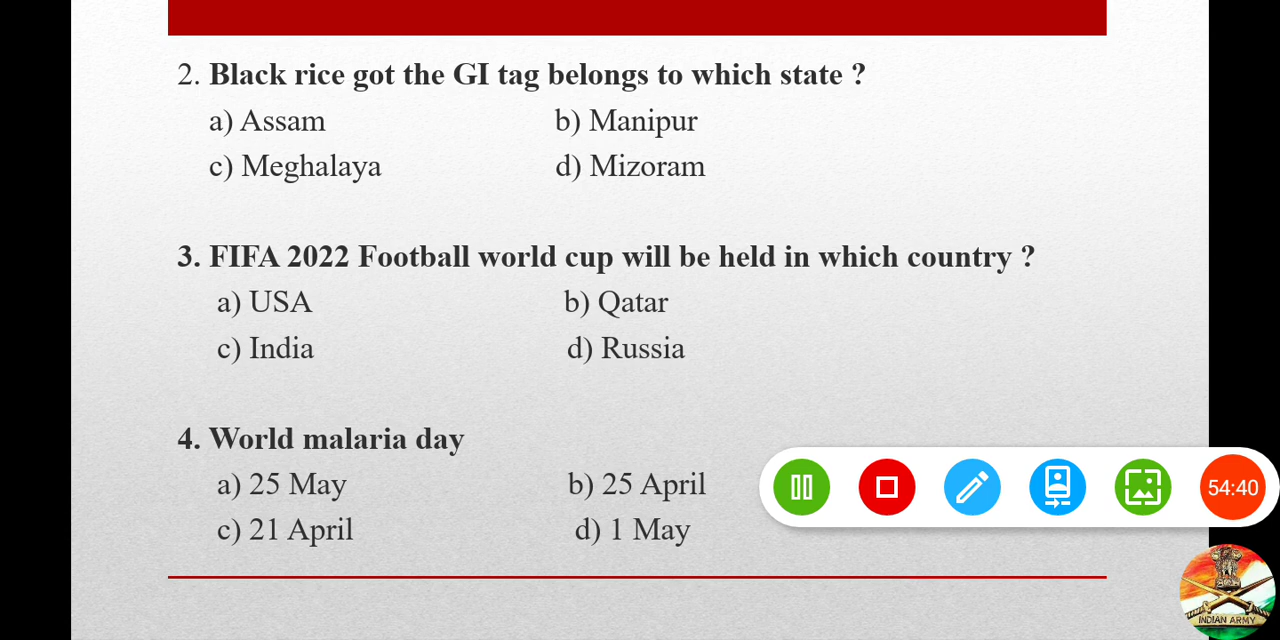 2. Black rice got the GI tag belongs to which state ?
a) Assam b) Manipur
c) Meghalaya d) Mizoram
3. FIFA 2022 Football world cup will be held in which country ?
a) USA b) Qatar
c) India d) Russia
4. World malaria day
a) 25 May b) 25 April
c) 21 April d) 1 May
54:40
INDIAN ARMY